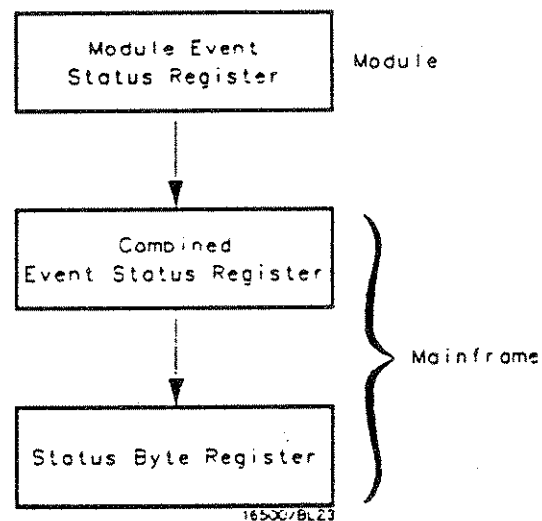 Module Event
Status Register
Module
Combined
Event Status Register
Mainframe
Status Byte Register
16500/BL23